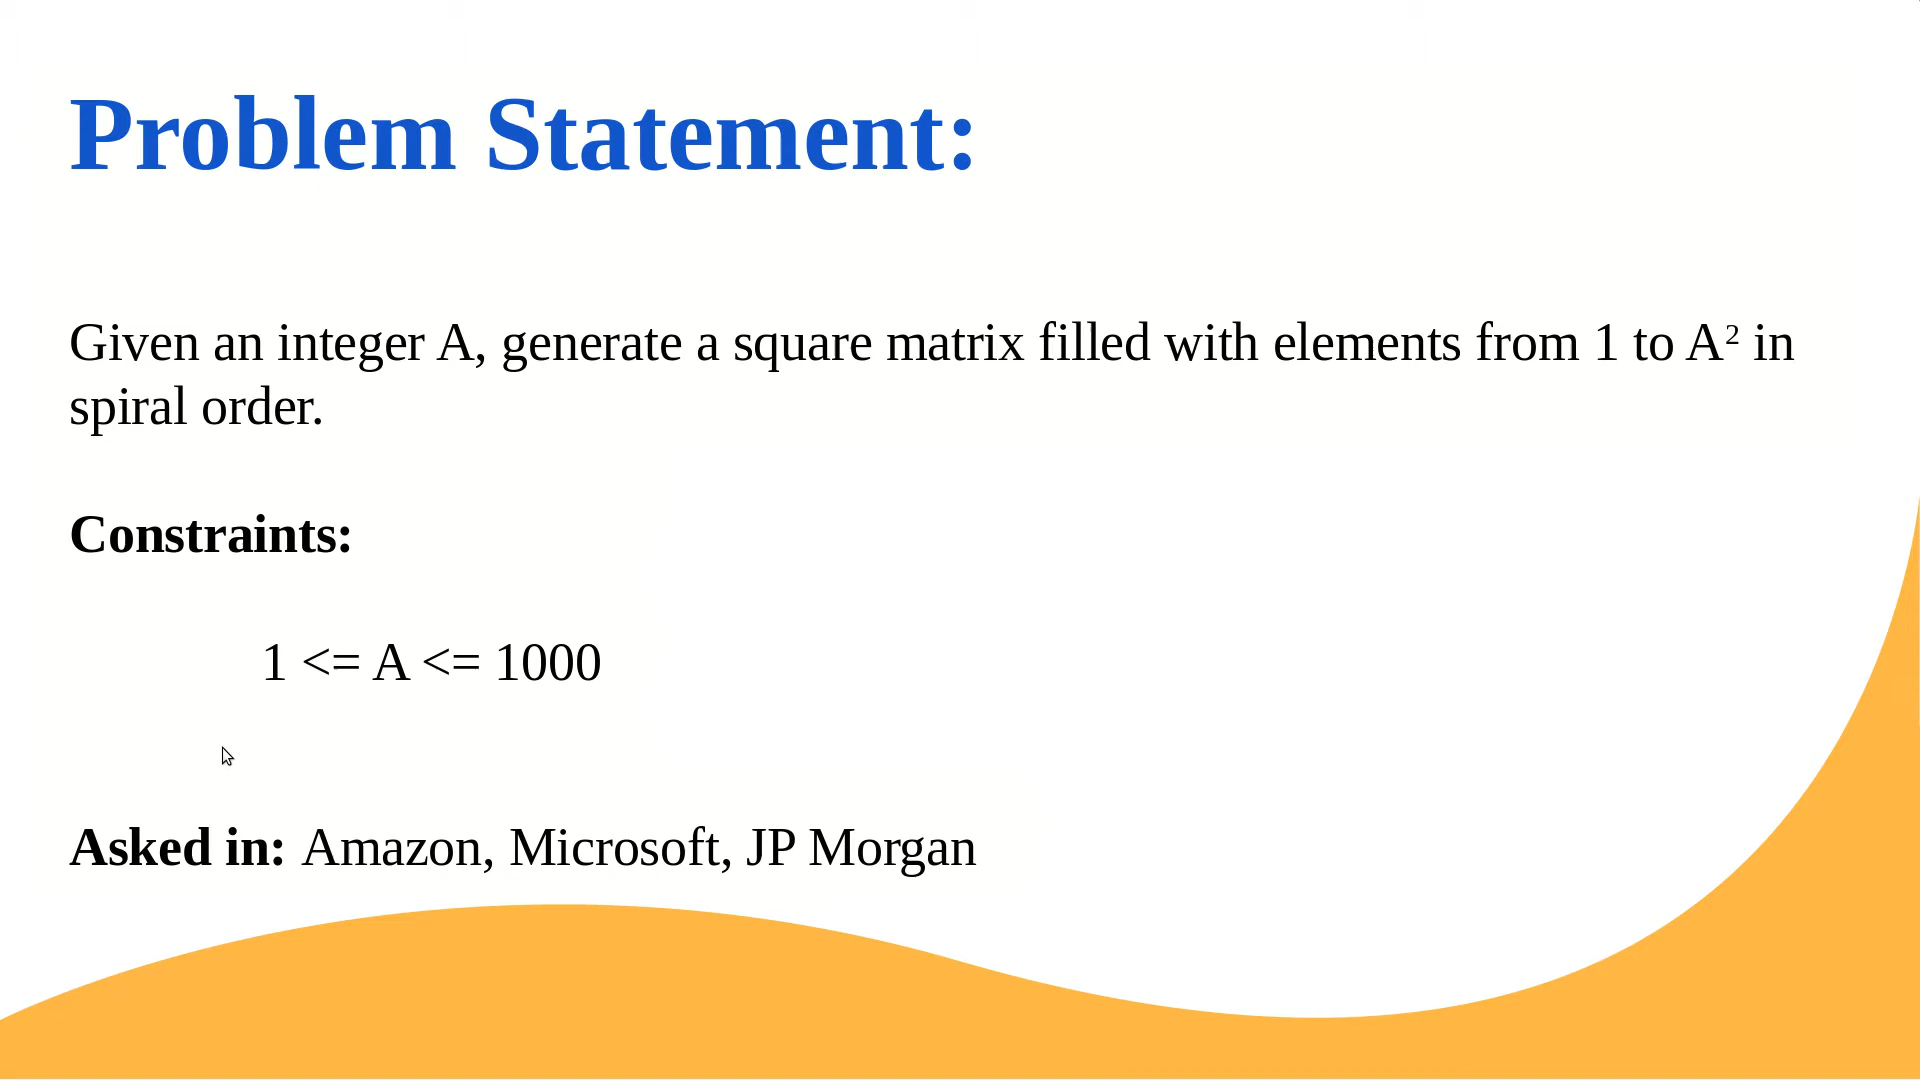 Problem Statement:
Given an integer A, generate a square matrix filled with elements from 1 to A² in
spiral order.
Constraints:
1 <= A <= 1000
Asked in: Amazon, Microsoft, JP Morgan